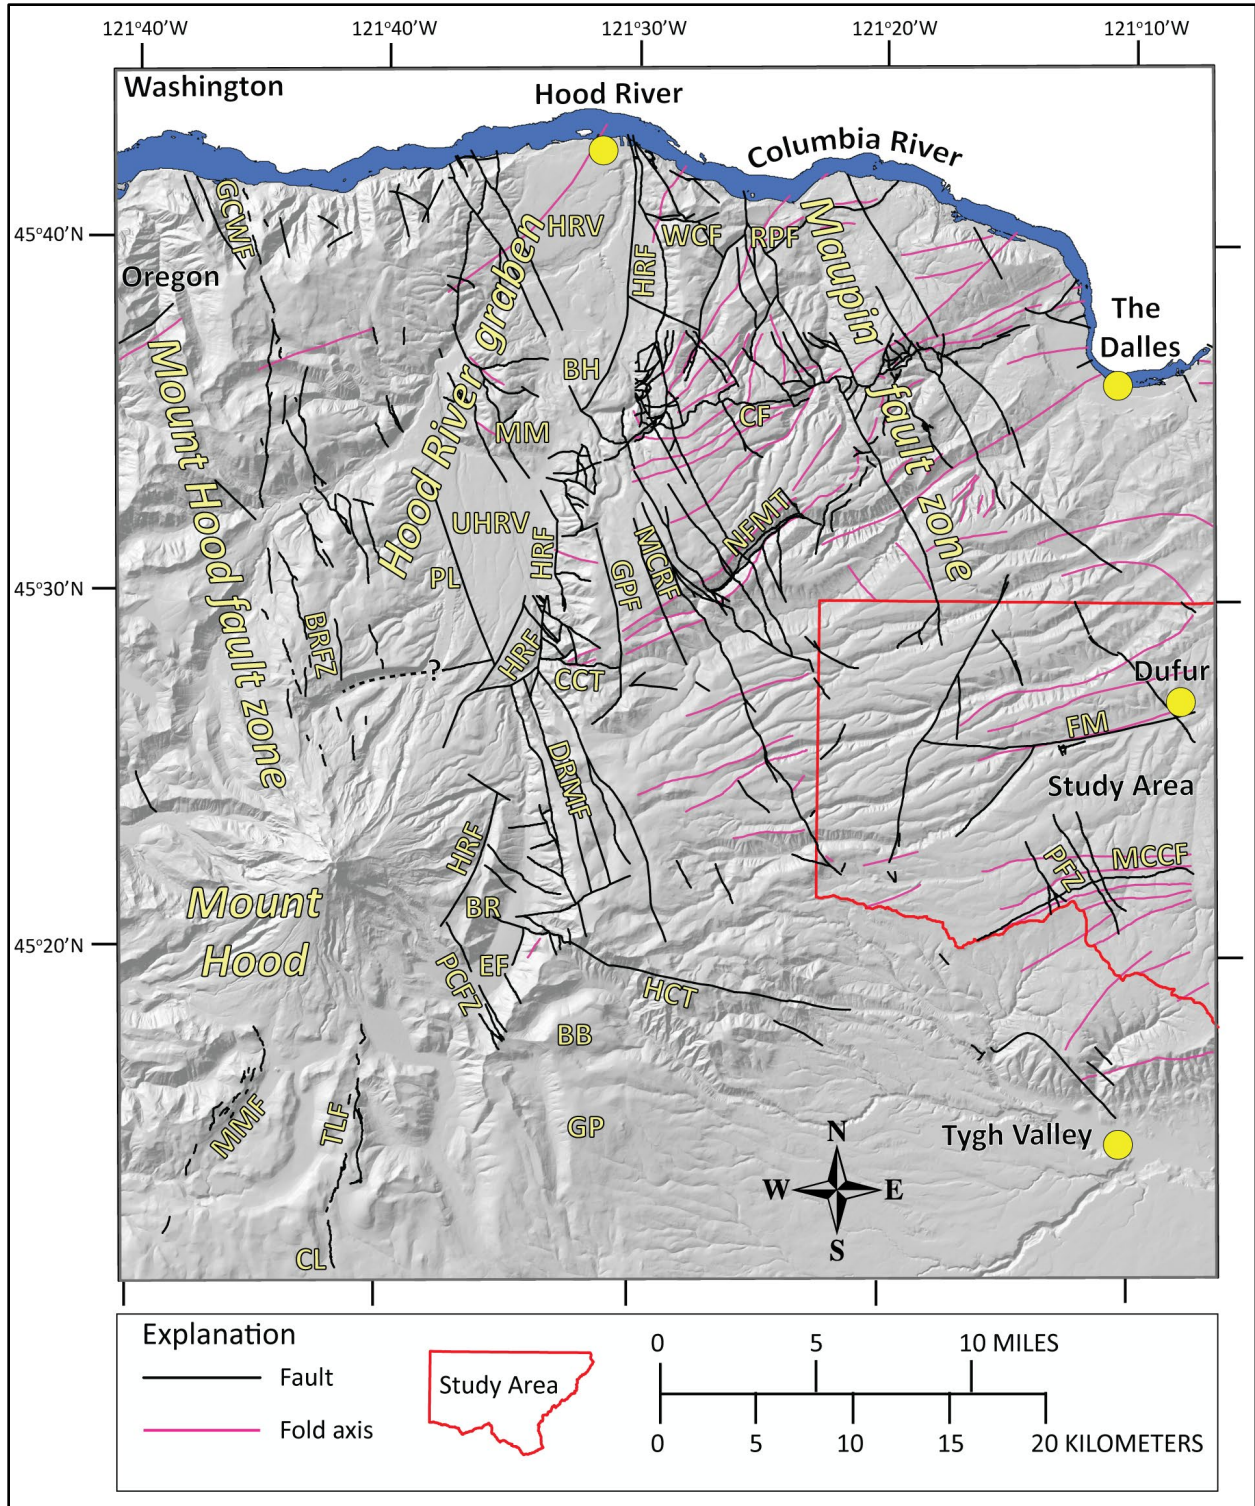 121°40′W 121°40′W 121°30′W 121°20′W 121°10′W
Washington
Hood River
Columbia River
GCWF
HRV
WCF
RPF
HRF
45°40′N
Oregon
Maupin fault zone
Hood River graben
The
Dalles
Mount Hood fault zone
BH
CF
MM
UHRV
HRF
NFMT
MCRF
GPF
PL
45°30′N
BRFZ
HRF
?
CCT
Dufur
FM
DRMF
Study Area
HRF
PFZ
MCCF
Mount
Hood
BR
45°20′N
EF
PCFZ
HCT
BB
MMF
TLF
GP
Tygh Valley
N
W E
S
CL
Explanation
Fault
Fold axis
Study Area
0 5 10 MILES
0 5 10 15 20 KILOMETERS